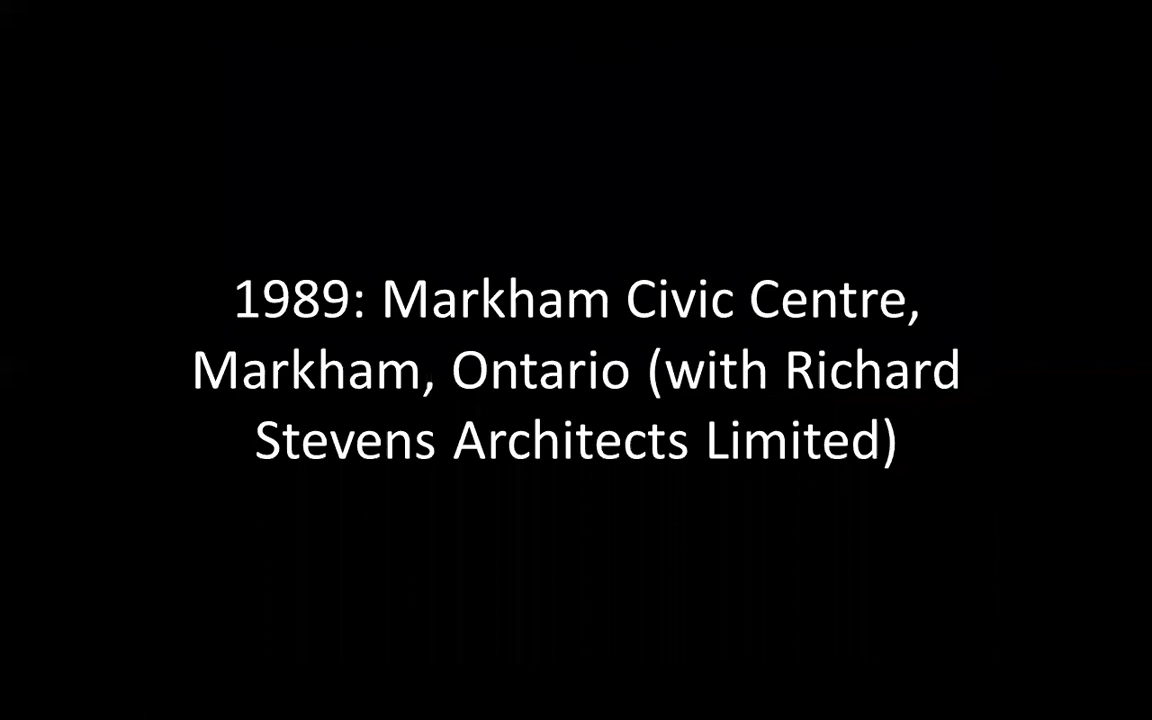 1989: Markham Civic Centre,
Markham, Ontario (with Richard
Stevens Architects Limited)